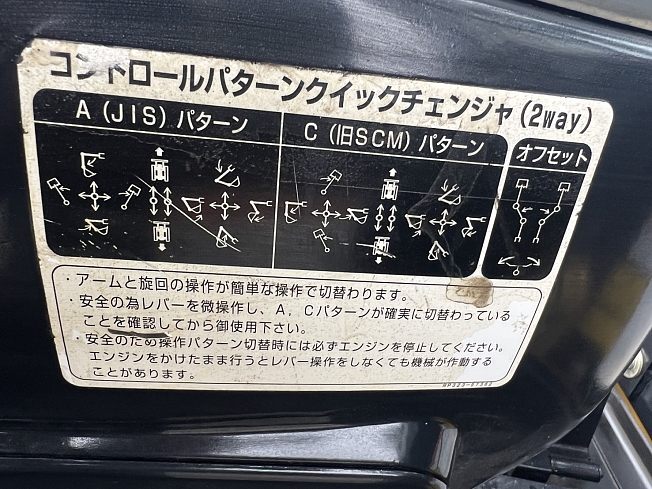 コントロールパターンクイックチェンジャ(2way)
A(JIS)パターン
C(旧SCM)パターン
オフセット
・アームと旋回の操作が簡単な操作で切替わります。
・安全の為レバーを微操作し、A, Cパターンが確実に切替わっている
ことを確認してから御使用下さい。
・安全のため操作パターン切替時には必ずエンジンを停止してください。
エンジンをかけたまま行うとレバー操作をしなくても機械が作動する
ことがあります。